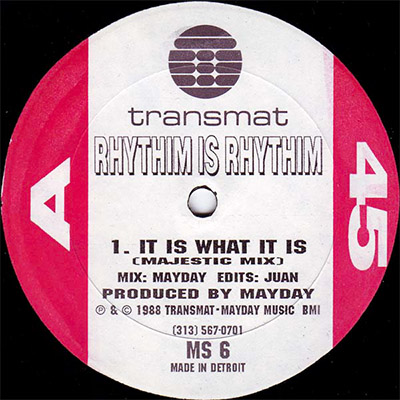 transmat
RHYTHIM IS RHYTHIM
A
45
1. IT IS WHAT IT IS
(MAJESTIC MIX)
MIX: MAYDAY EDITS: JUAN
PRODUCED BY MAYDAY
℗ & © 1988 TRANSMAT-MAYDAY MUSIC BMI
(313) 567-0701
MS 6
MADE IN DETROIT